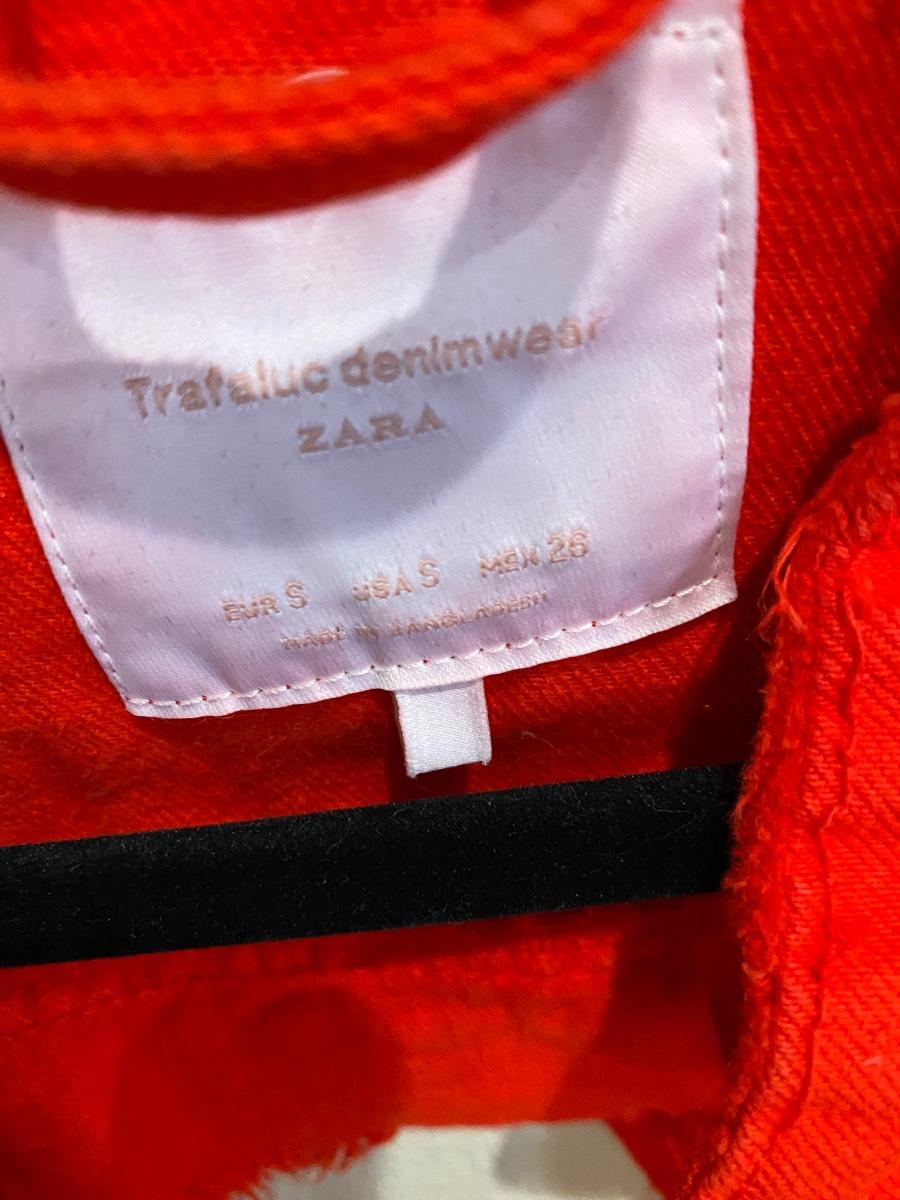 Trafaluc denimwear
ZARA
EUR S USA S MEX 26
MADE IN BANGLADESH